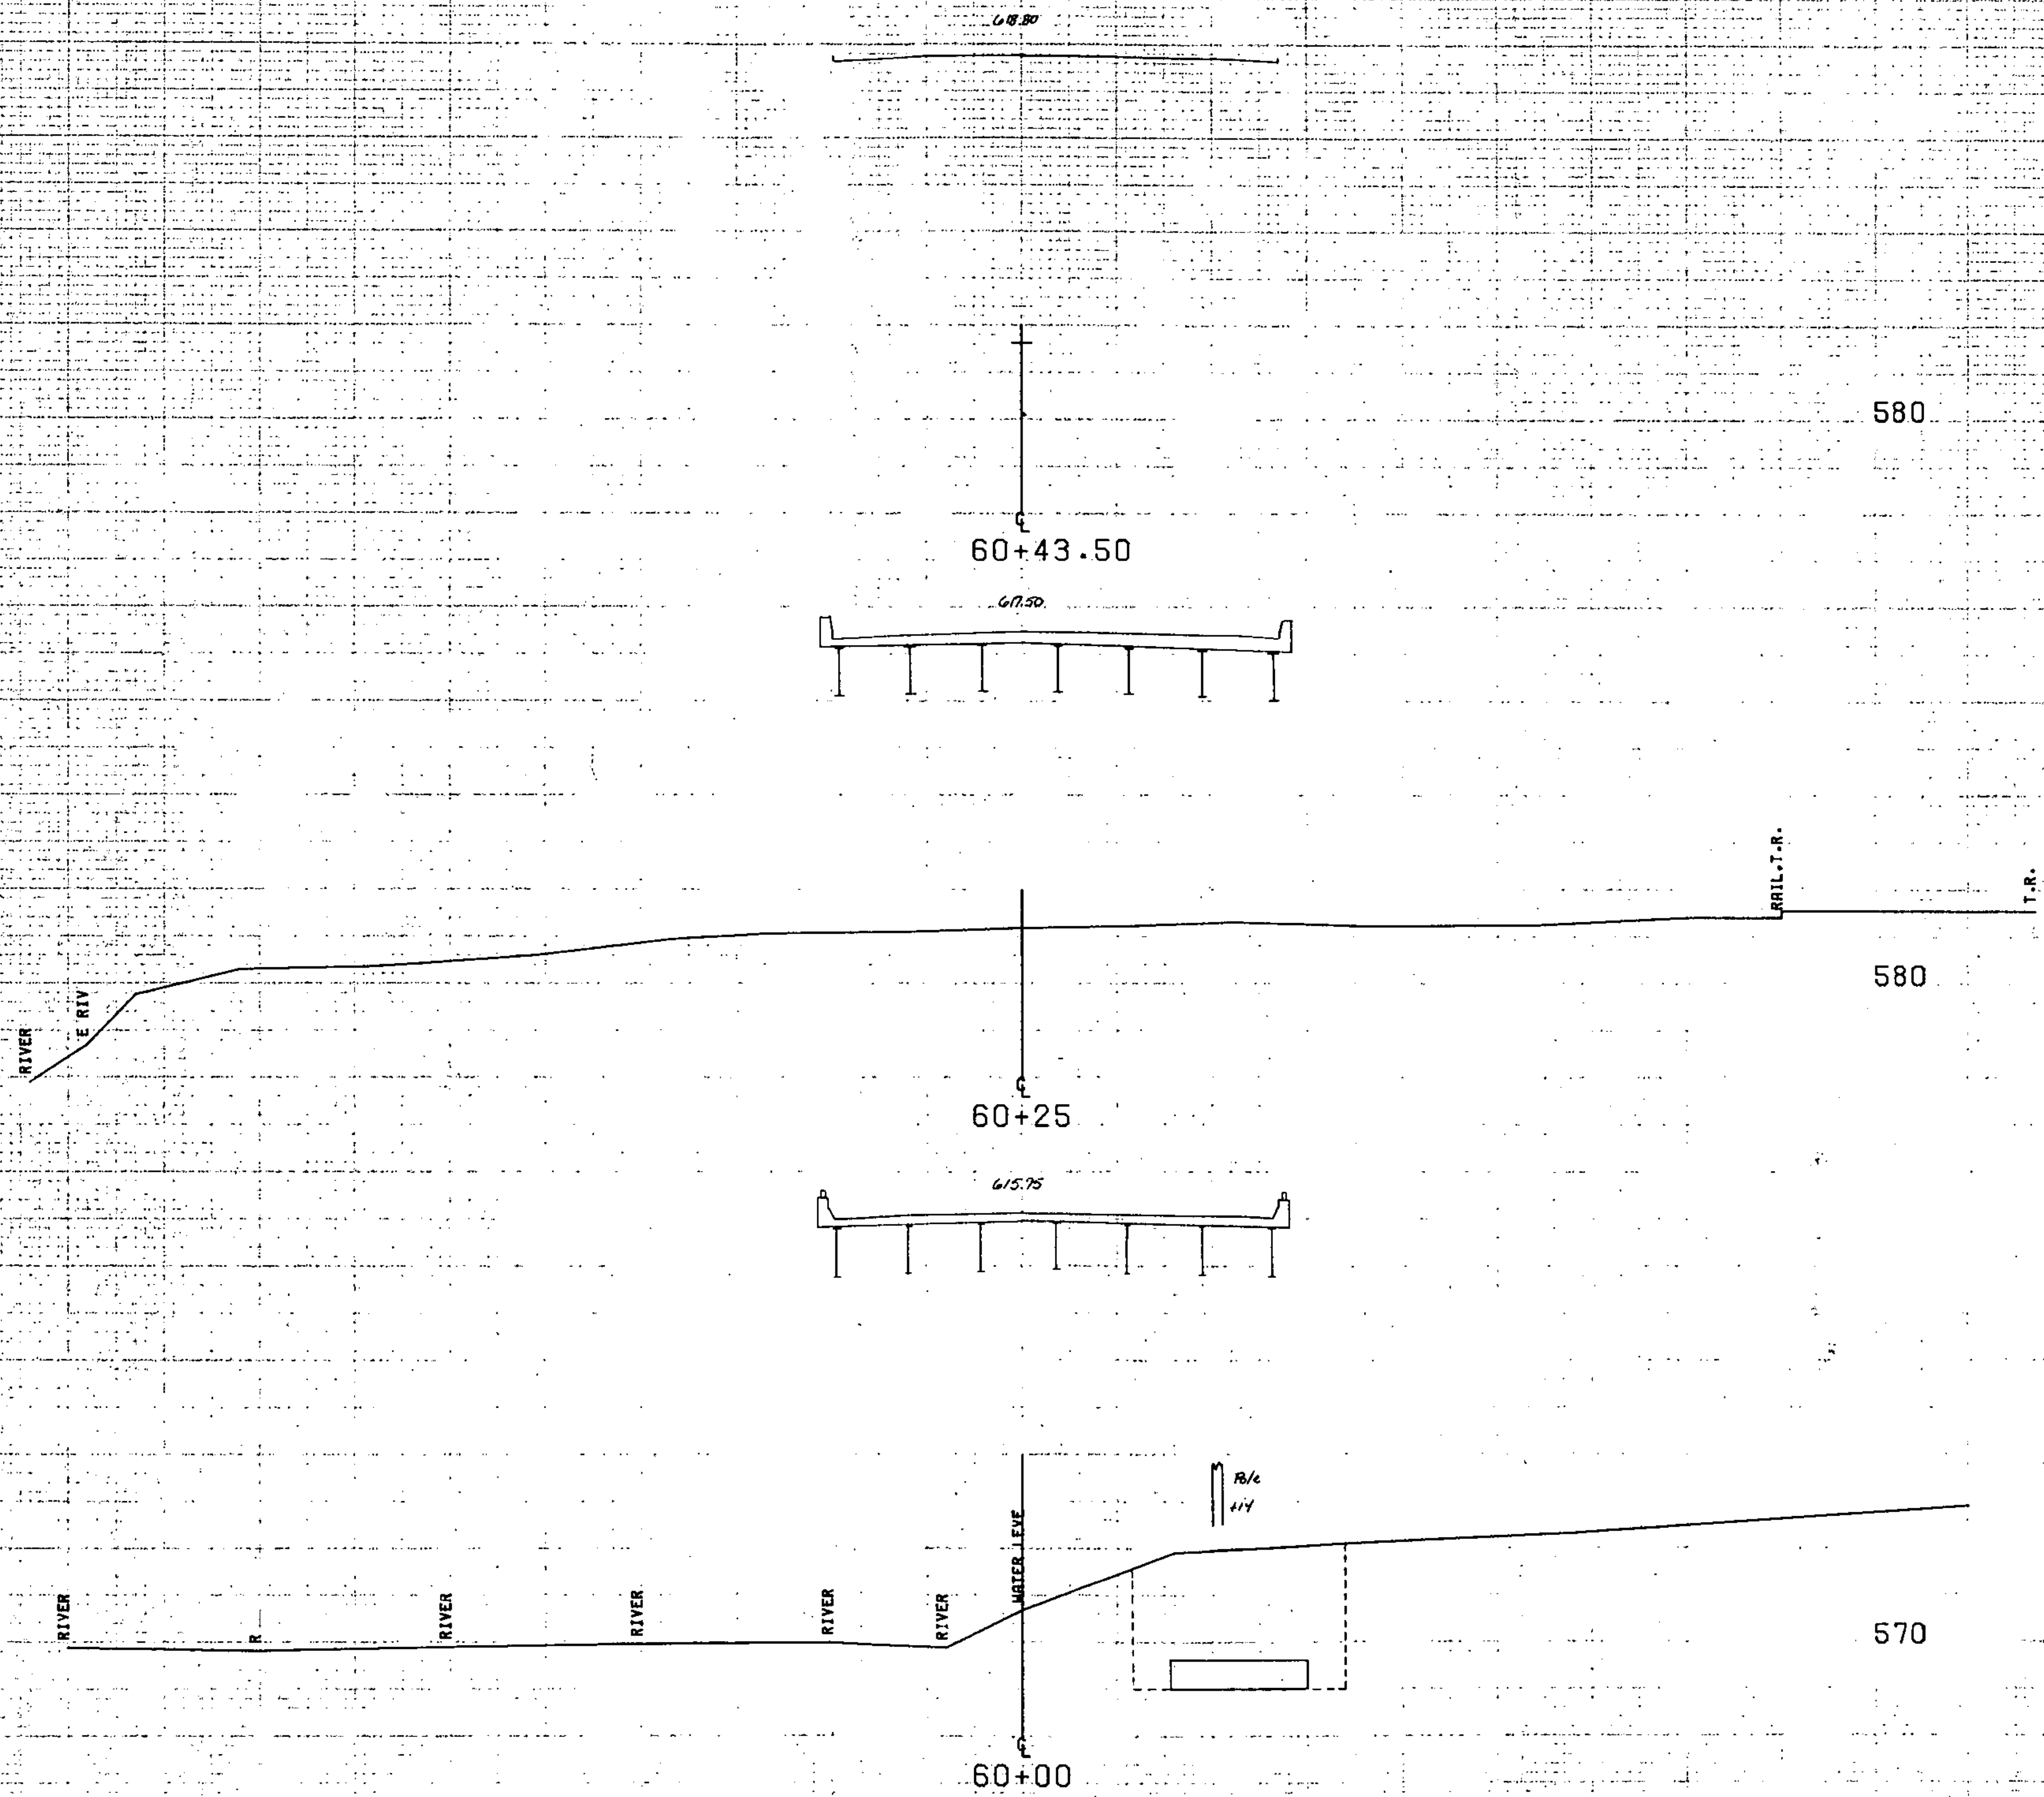 618.80
580
℄
60+43.50
617.50
RAIL.T.R.
T.R.
580
E RIV
RIVER
℄
60+25
615.75
WATER LEVE
RIVER
R
RIVER
RIVER
RIVER
RIVER
570
℄
60+00